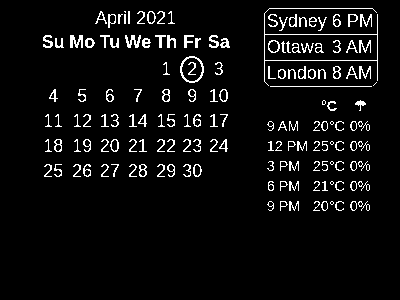 April 2021
Su Mo Tu We Th Fr Sa
1 2 3
4 5 6 7 8 9 10
11 12 13 14 15 16 17
18 19 20 21 22 23 24
25 26 27 28 29 30
Sydney 6 PM
Ottawa 3 AM
London 8 AM
°C
9 AM 20°C 0%
12 PM 25°C 0%
3 PM 25°C 0%
6 PM 21°C 0%
9 PM 20°C 0%